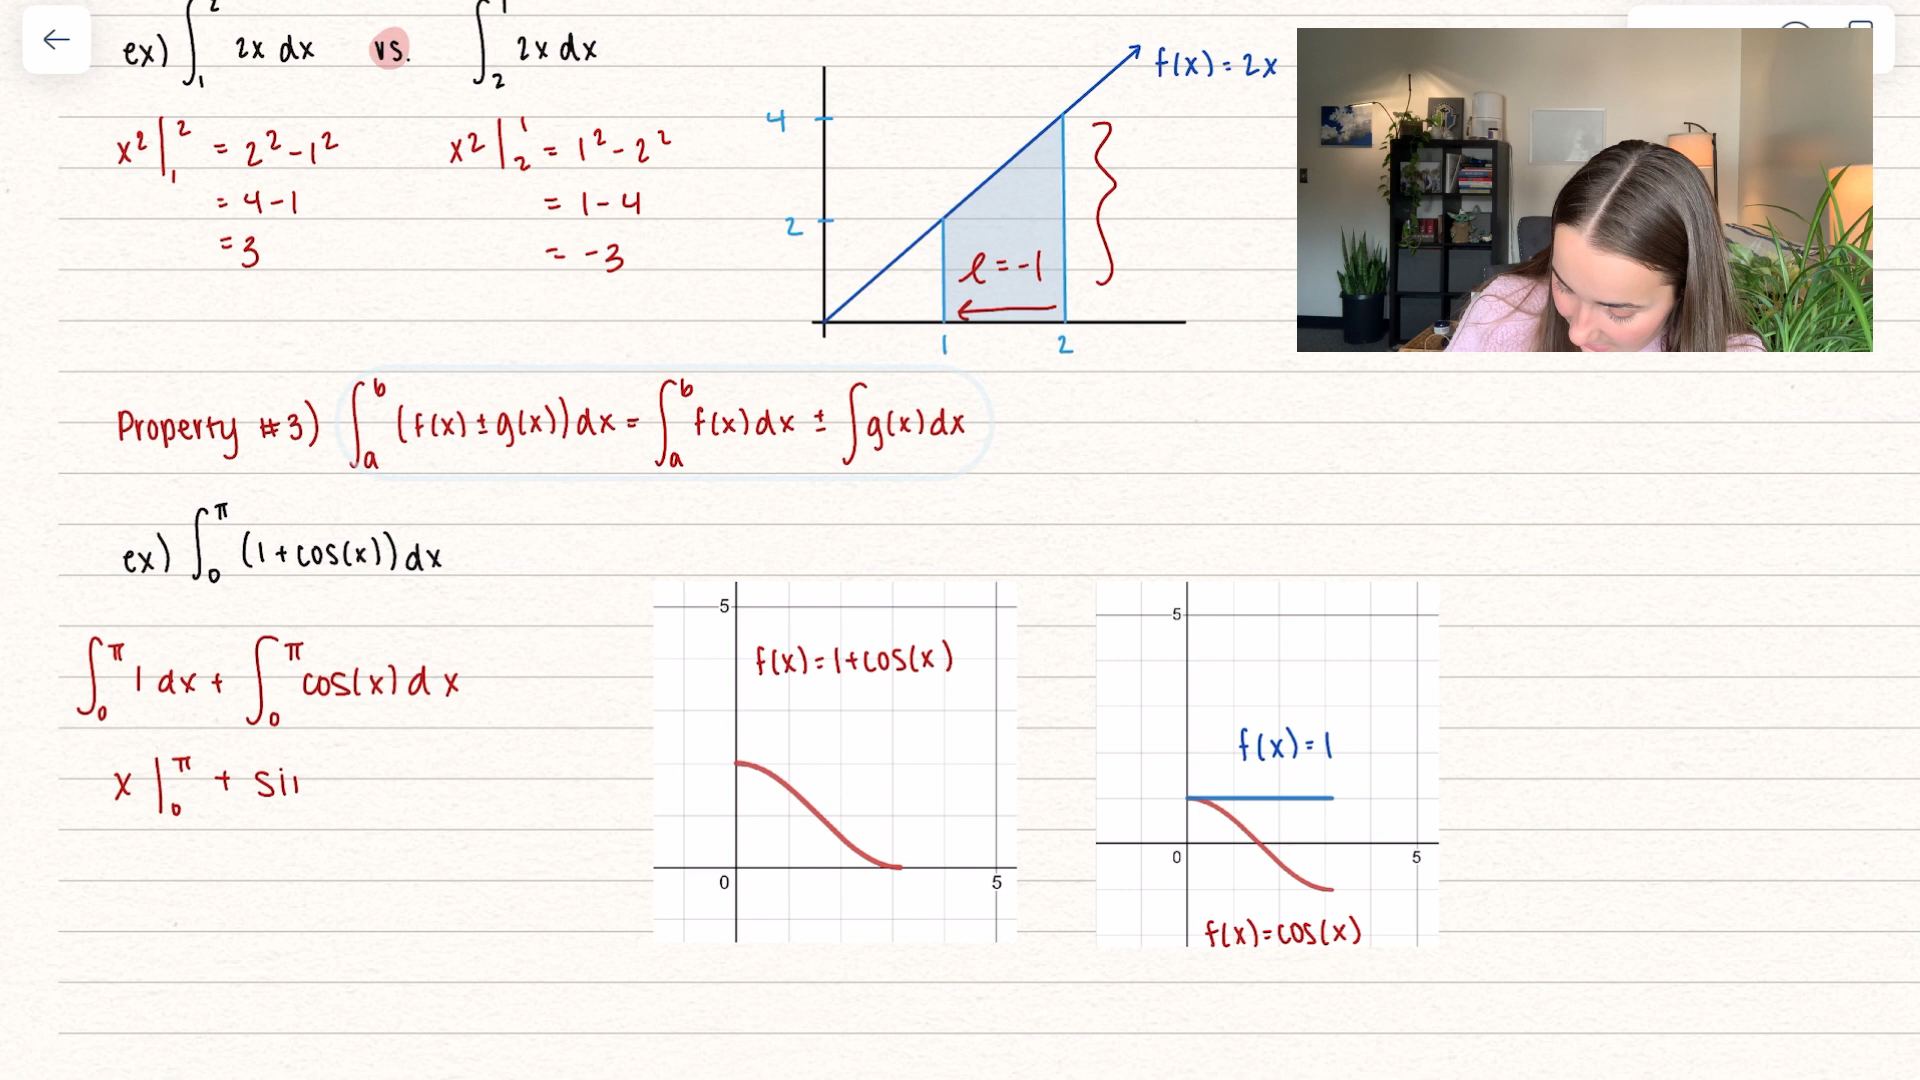 ex) ∫₁² 2x dx vs. ∫₂¹ 2x dx
x²|₁² = 2² - 1²
= 4 - 1
= 3
x²|₂¹ = 1² - 2²
= 1 - 4
= -3
f(x) = 2x
4
2
ℓ = -1
1 2
Property #3) ∫ₐᵇ (f(x) ± g(x)) dx = ∫ₐᵇ f(x) dx ± ∫ g(x) dx
ex) ∫₀^π (1 + cos(x)) dx
∫₀^π 1 dx + ∫₀^π cos(x) dx
x|₀^π + sin
5
f(x) = 1 + cos(x)
0 5
5
f(x) = 1
0 5
f(x) = cos(x)